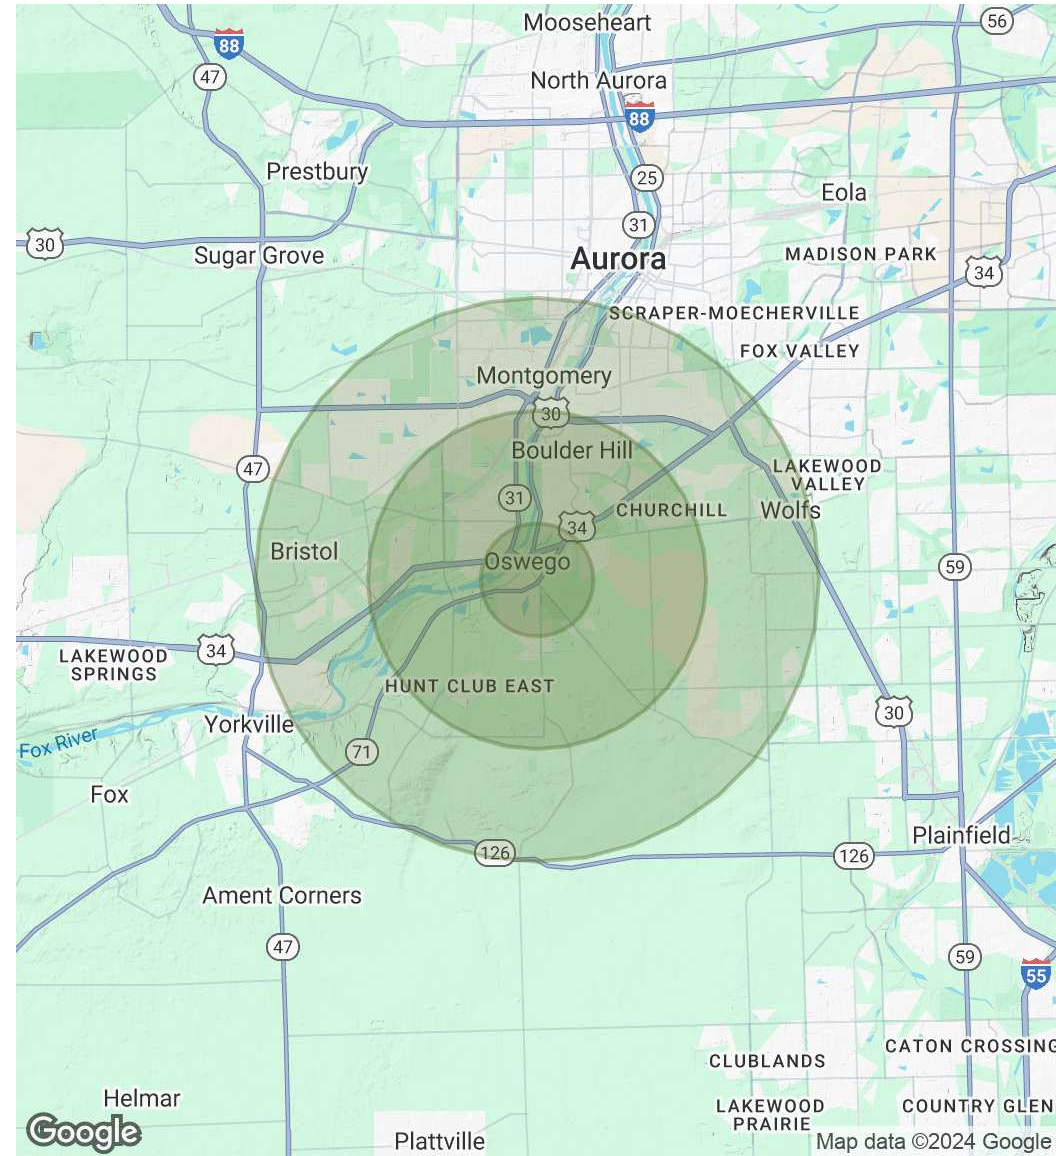 Mooseheart
56
88
47
North Aurora
88
Prestbury
25
Eola
31
30
Sugar Grove
Aurora
MADISON PARK
34
SCRAPER-MOECHERVILLE
FOX VALLEY
Montgomery
30
Boulder Hill
47
LAKEWOOD
VALLEY
31
CHURCHILL
Wolfs
34
Bristol
Oswego
59
34
LAKEWOOD
SPRINGS
HUNT CLUB EAST
30
Yorkville
Fox River
71
Fox
Plainfield
126
126
Ament Corners
47
59
55
CATON CROSSING
CLUBLANDS
Helmar
LAKEWOOD
PRAIRIE
COUNTRY GLEN
Google
Plattville
Map data ©2024 Google